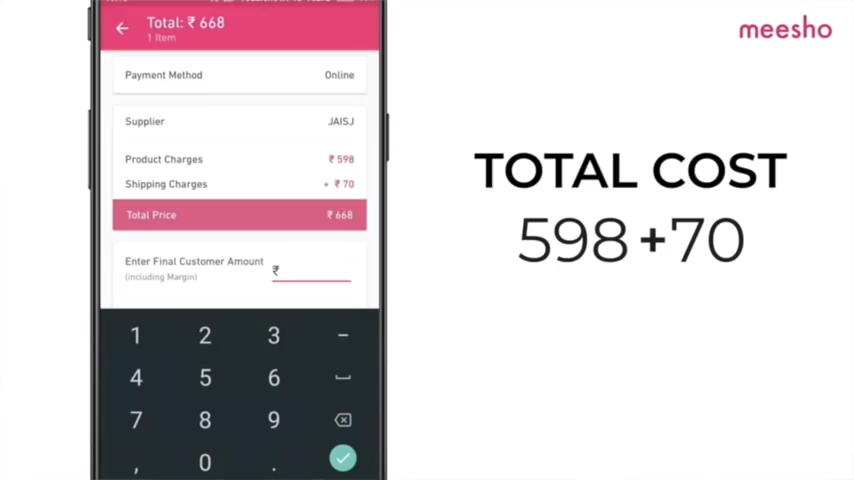 Total: ₹ 668
1 Item
Payment Method Online
Supplier JAISJ
Product Charges ₹ 598
Shipping Charges + ₹ 70
Total Price ₹ 668
Enter Final Customer Amount ₹
(including Margin)
1 2 3 -
4 5 6
7 8 9
, 0 .
meesho
TOTAL COST
598+70